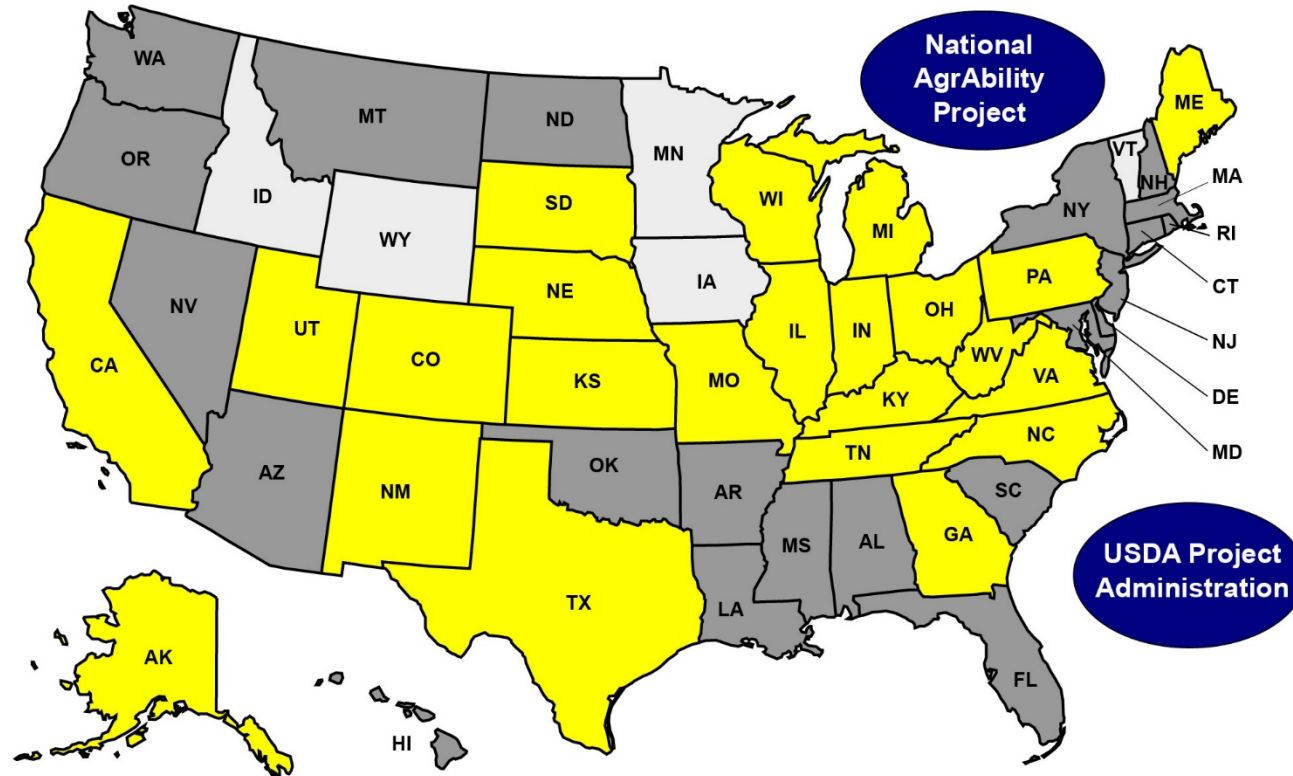 National
AgrAbility
Project
WA
MT
ND
MN
ME
VT
NH
MA
OR
ID
SD
WI
MI
NY
RI
WY
CT
NE
IA
PA
NV
UT
CO
IL
IN
OH
NJ
CA
KS
MO
WV
VA
DE
KY
NC
MD
TN
AZ
NM
OK
AR
SC
MS
AL
GA
USDA Project
Administration
TX
LA
AK
FL
HI